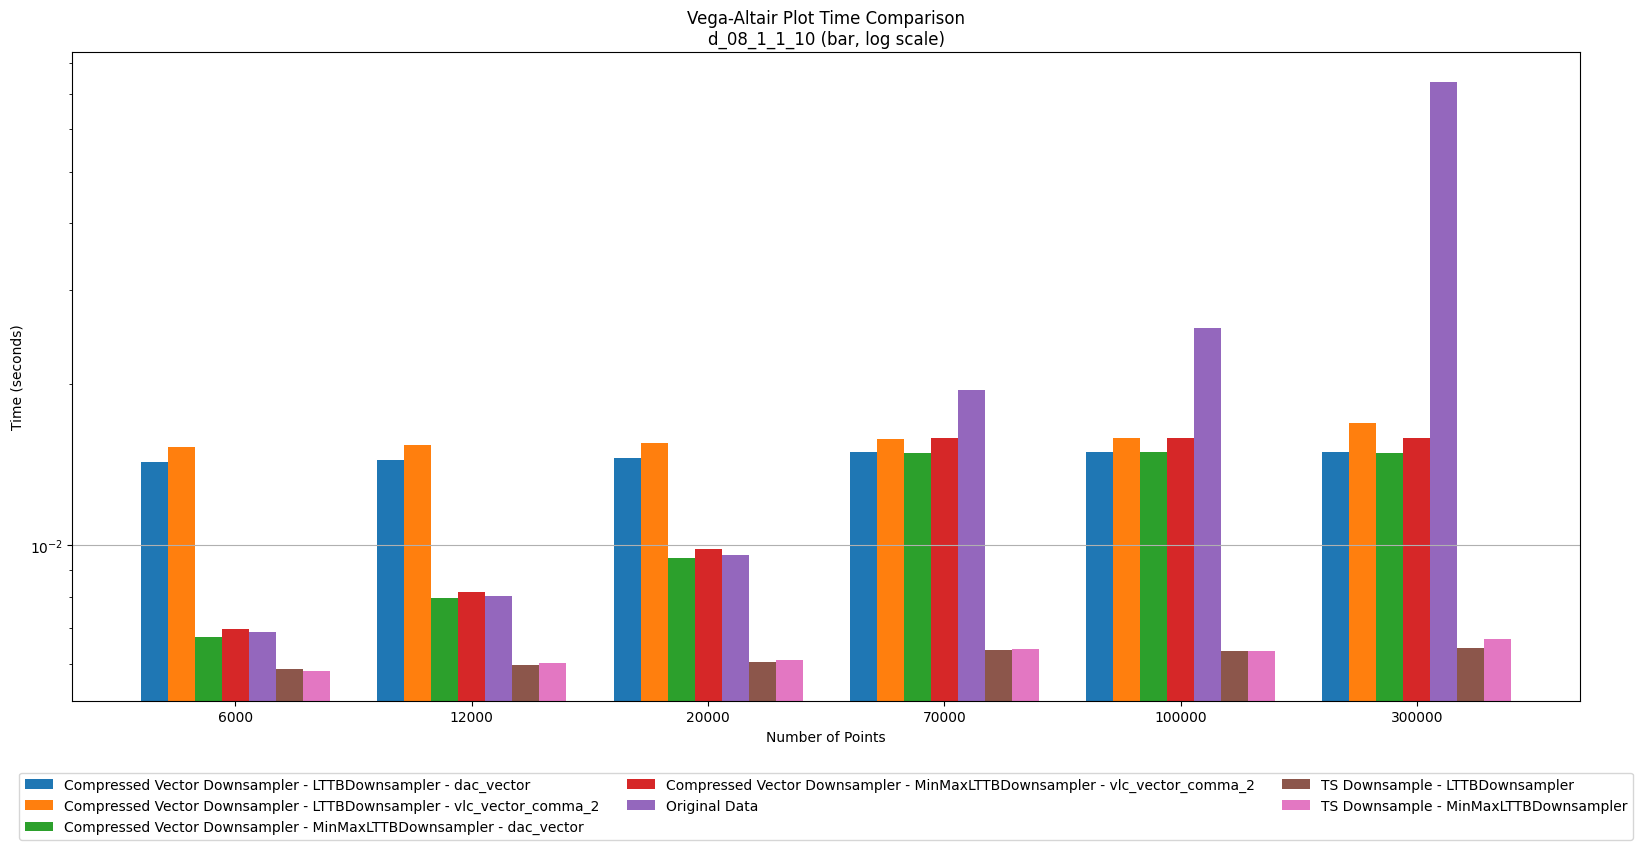 Vega-Altair Plot Time Comparison
d_08_1_1_10 (bar, log scale)
Time (seconds)
10⁻²
6000
12000
20000
70000
100000
300000
Number of Points
Compressed Vector Downsampler - LTTBDownsampler - dac_vector
Compressed Vector Downsampler - LTTBDownsampler - vlc_vector_comma_2
Compressed Vector Downsampler - MinMaxLTTBDownsampler - dac_vector
Compressed Vector Downsampler - MinMaxLTTBDownsampler - vlc_vector_comma_2
Original Data
TS Downsample - LTTBDownsampler
TS Downsample - MinMaxLTTBDownsampler